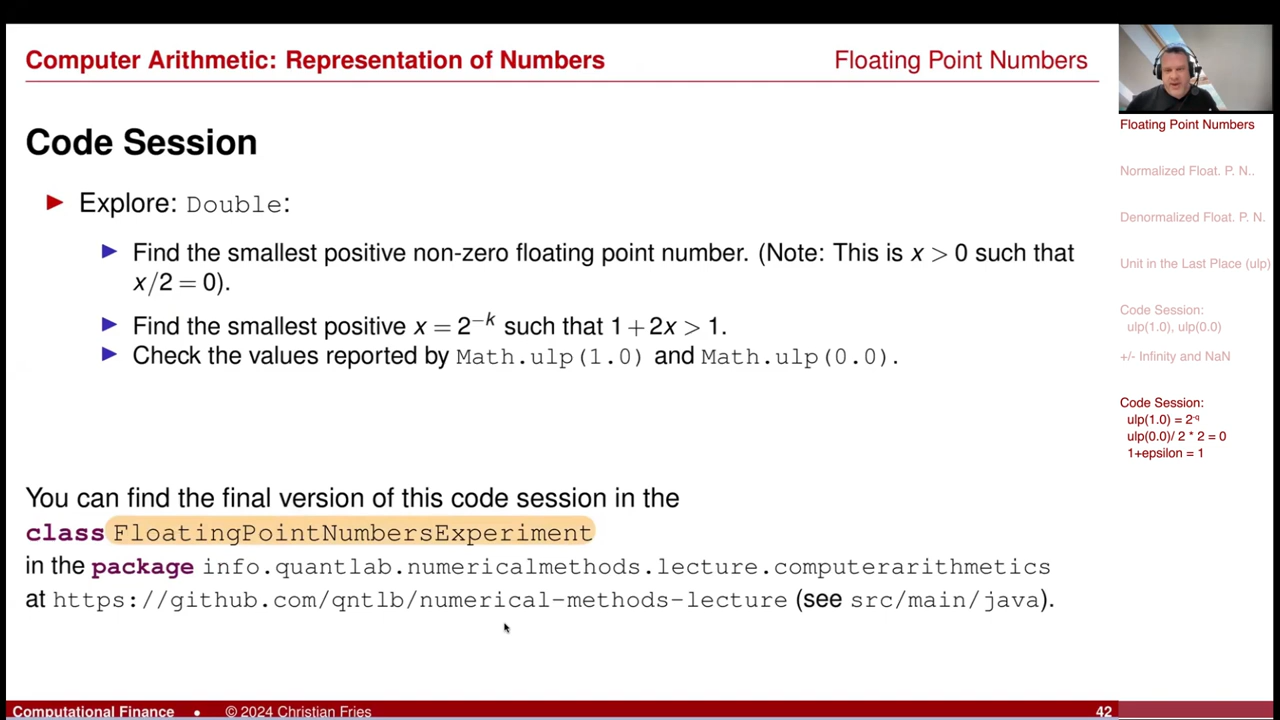 Computer Arithmetic: Representation of Numbers
Floating Point Numbers
Code Session
Explore: Double:
Find the smallest positive non-zero floating point number. (Note: This is x > 0 such that
x/2 = 0).
Find the smallest positive x = 2⁻ᵏ such that 1 + 2x > 1.
Check the values reported by Math.ulp(1.0) and Math.ulp(0.0).
You can find the final version of this code session in the
class FloatingPointNumbersExperiment
in the package info.quantlab.numericalmethods.lecture.computerarithmetics
at https://github.com/qntlb/numerical-methods-lecture (see src/main/java).
Floating Point Numbers
Normalized Float. P. N..
Denormalized Float. P. N.
Unit in the Last Place (ulp)
Code Session:
ulp(1.0), ulp(0.0)
+/- Infinity and NaN
Code Session:
ulp(1.0) = 2^-q
ulp(0.0)/ 2 * 2 = 0
1+epsilon = 1
Computational Finance • © 2024 Christian Fries
42